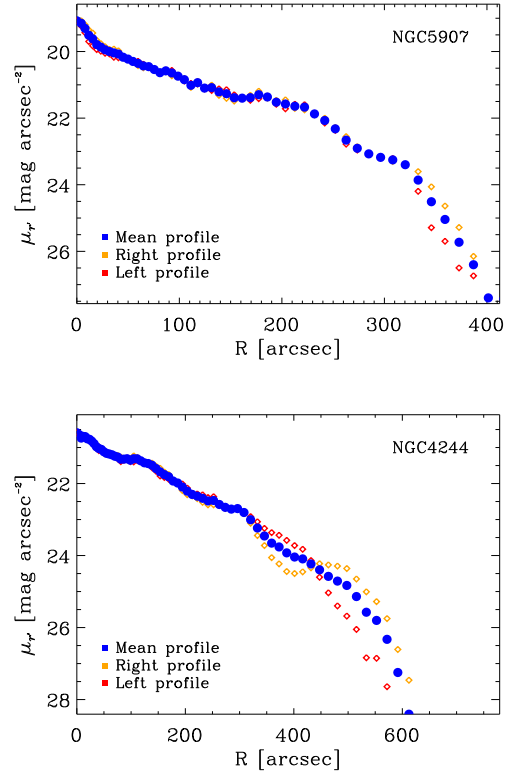 NGC5907
20
22
24
26
μr, [mag arcsec⁻²]
Mean profile
Right profile
Left profile
0 100 200 300 400
R [arcsec]
NGC4244
22
24
26
28
μr, [mag arcsec⁻²]
Mean profile
Right profile
Left profile
0 200 400 600
R [arcsec]